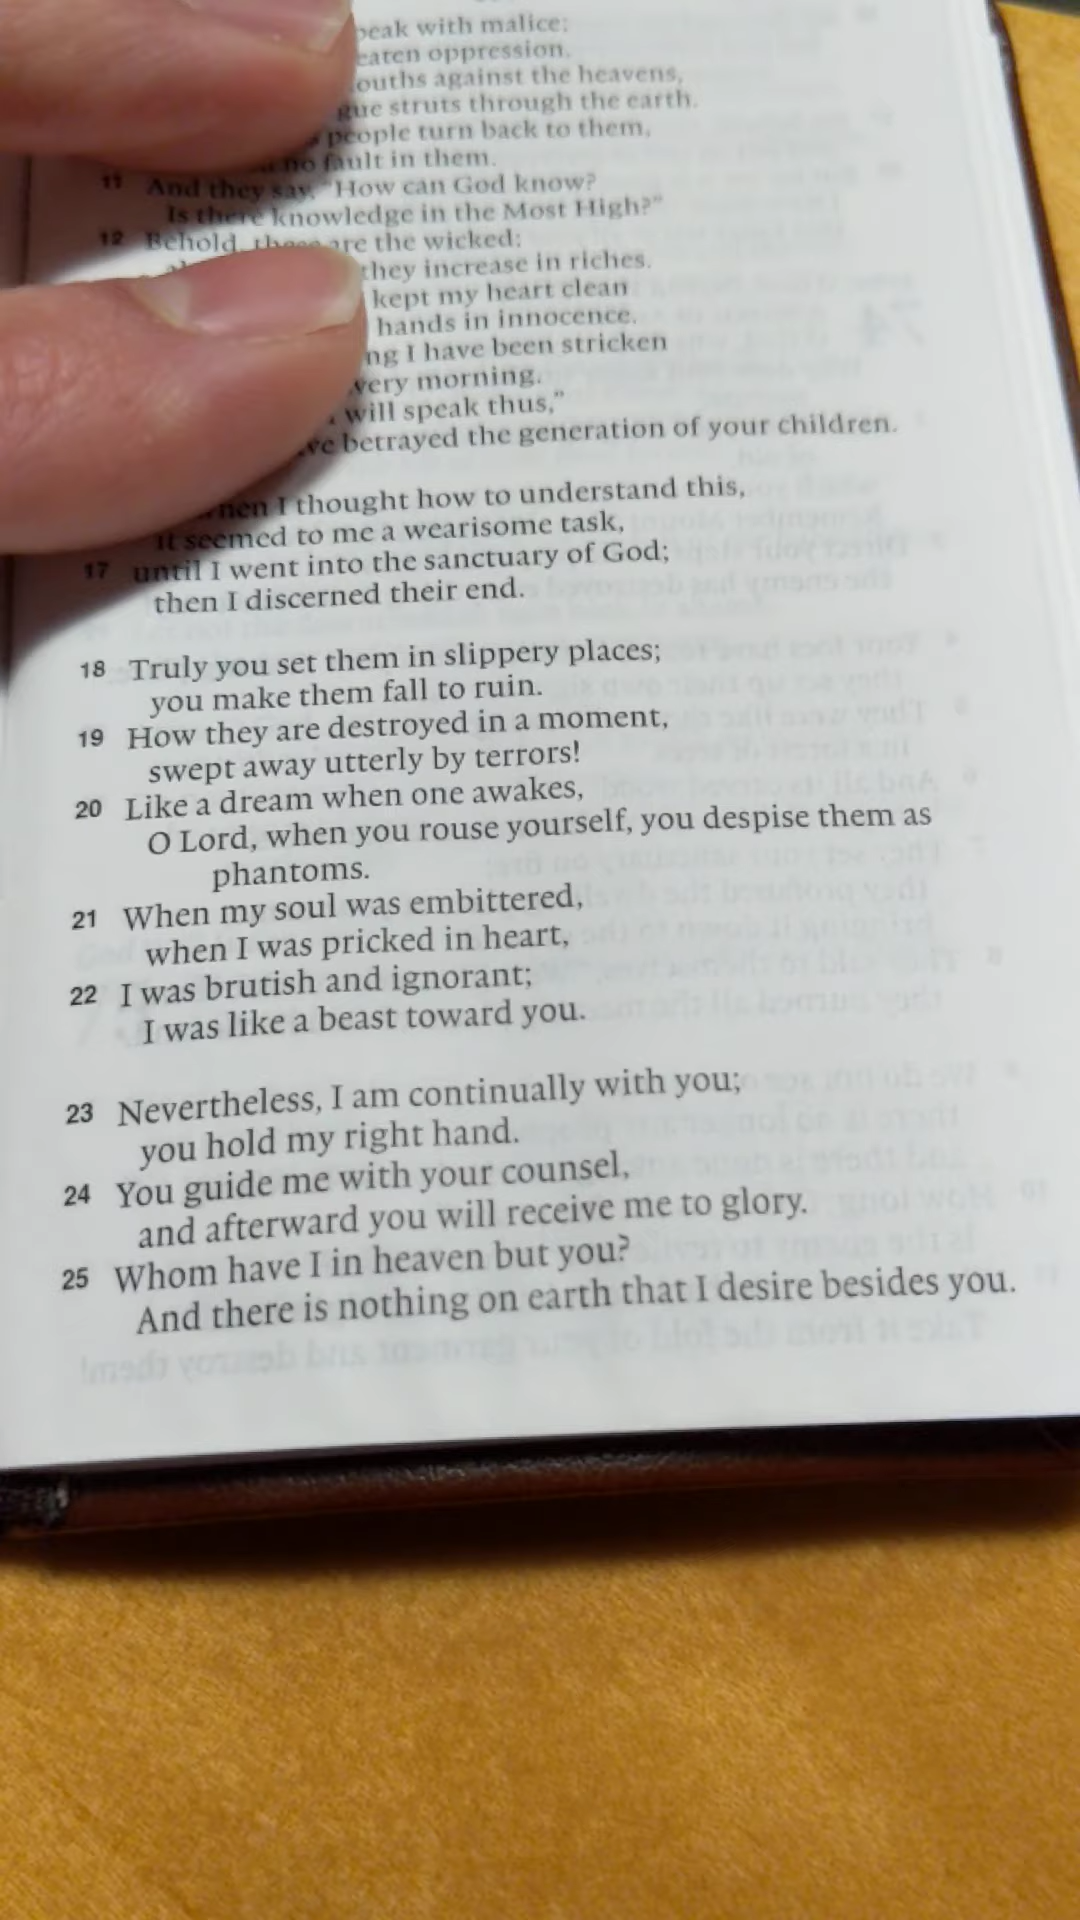 speak with malice;
oppression.
against the heavens,
struts through the earth.
people turn back to them,
no fault in them.
11 And they say, "How can God know?
Is there knowledge in the Most High?"
12 Behold, these are the wicked;
they increase in riches.
kept my heart clean
hands in innocence.
I have been stricken
morning.
will speak thus,"
betrayed the generation of your children.
I thought how to understand this,
it seemed to me a wearisome task,
17 until I went into the sanctuary of God;
then I discerned their end.
18 Truly you set them in slippery places;
you make them fall to ruin.
19 How they are destroyed in a moment,
swept away utterly by terrors!
20 Like a dream when one awakes,
O Lord, when you rouse yourself, you despise them as
phantoms.
21 When my soul was embittered,
when I was pricked in heart,
22 I was brutish and ignorant;
I was like a beast toward you.
23 Nevertheless, I am continually with you;
you hold my right hand.
24 You guide me with your counsel,
and afterward you will receive me to glory.
25 Whom have I in heaven but you?
And there is nothing on earth that I desire besides you.